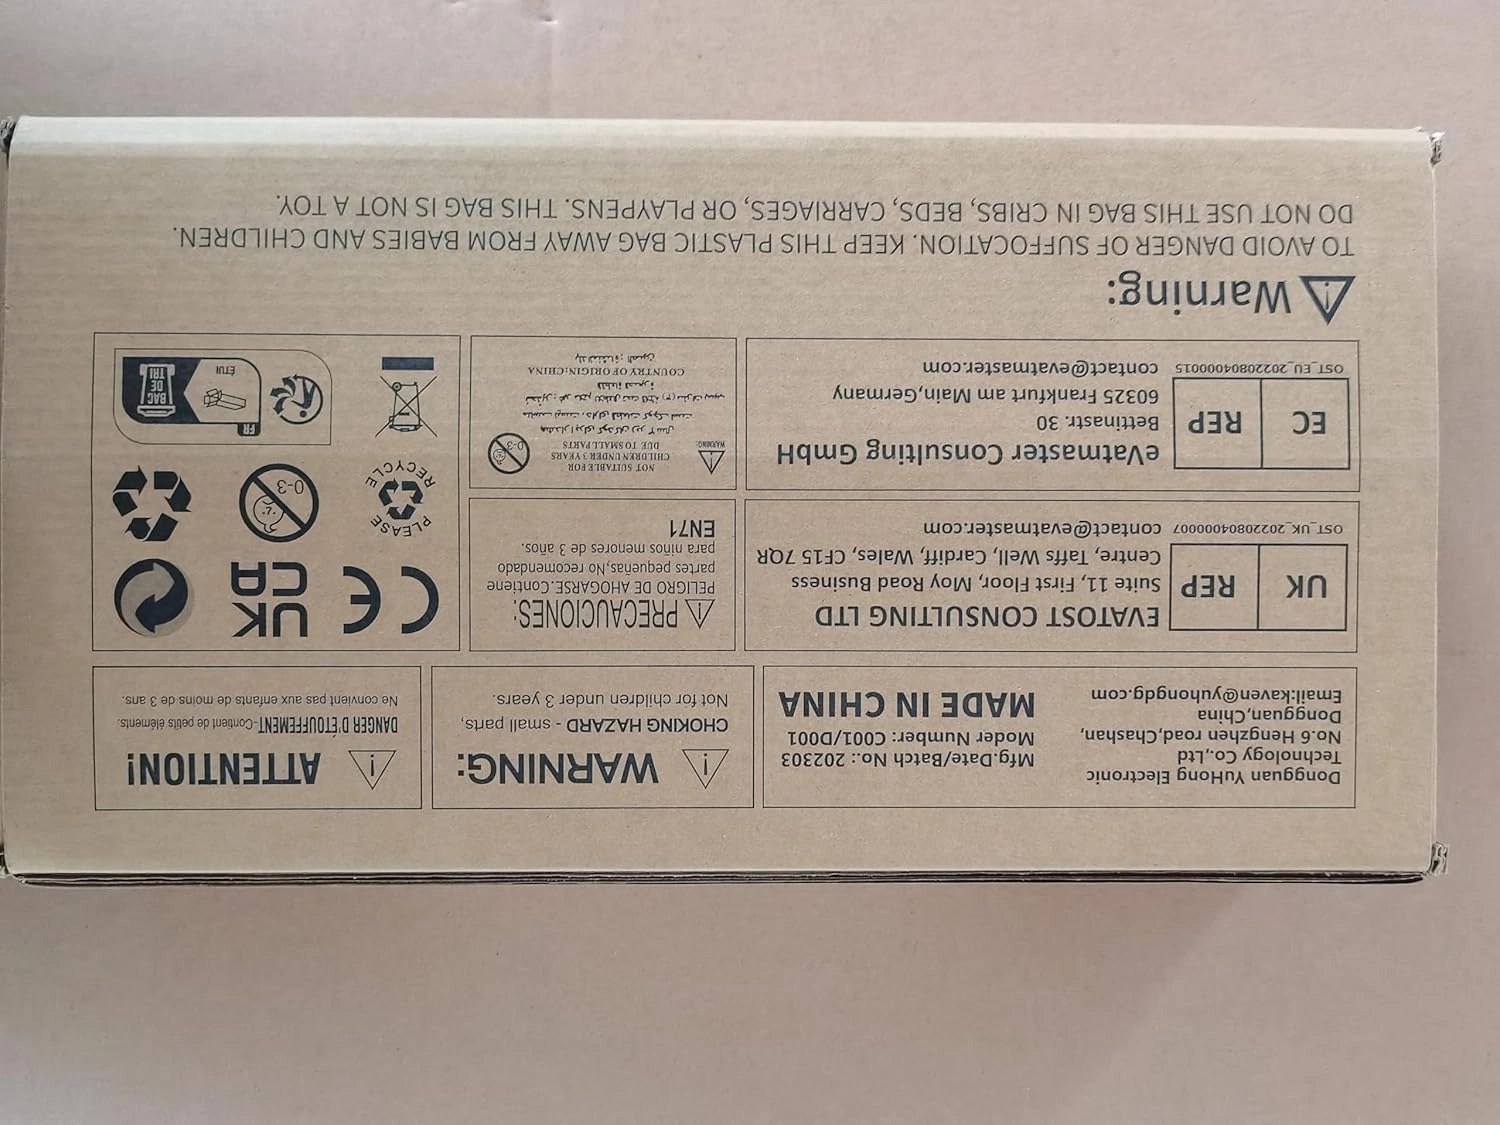 Dongguan YuHong Electronic
Technology Co.,Ltd
No.6 Hengzhen road,Chashan,
Dongguan,China
Email:kaven@yuhongdg.com
Mfg.Date/Batch No.: 202303
Moder Number: C001/D001
MADE IN CHINA
WARNING:
CHOKING HAZARD - small parts,
Not for children under 3 years.
ATTENTION!
DANGER D'ÉTOUFFEMENT-Contient de petits éléments.
Ne convient pas aux enfants de moins de 3 ans.
UK REP
EVATOST CONSULTING LTD
Suite 11, First Floor, Moy Road Business
Centre, Taffs Well, Cardiff, Wales, CF15 7QR
contact@evatmaster.com
OST_UK_20220804000007
PRECAUCIONES:
PELIGRO DE AHOGARSE.Contiene
partes pequeñas,No recomendado
para niños menores de 3 años.
EN71
CE
UK
CA
PLEASE
RECYCLE
0-3
EC REP
eVatmaster Consulting GmbH
Bettinastr. 30
60325 Frankfurt am Main,Germany
contact@evatmaster.com
OST_EU_20220804000015
WARNING:
NOT SUITABLE FOR
CHILDREN UNDER 3 YEARS
DUE TO SMALL PARTS
0-3
COUNTRY OF ORIGIN:CHINA
FR
ÉTUI
BAC
DE
TRI
Warning:
TO AVOID DANGER OF SUFFOCATION. KEEP THIS PLASTIC BAG AWAY FROM BABIES AND CHILDREN.
DO NOT USE THIS BAG IN CRIBS, BEDS, CARRIAGES, OR PLAYPENS. THIS BAG IS NOT A TOY.